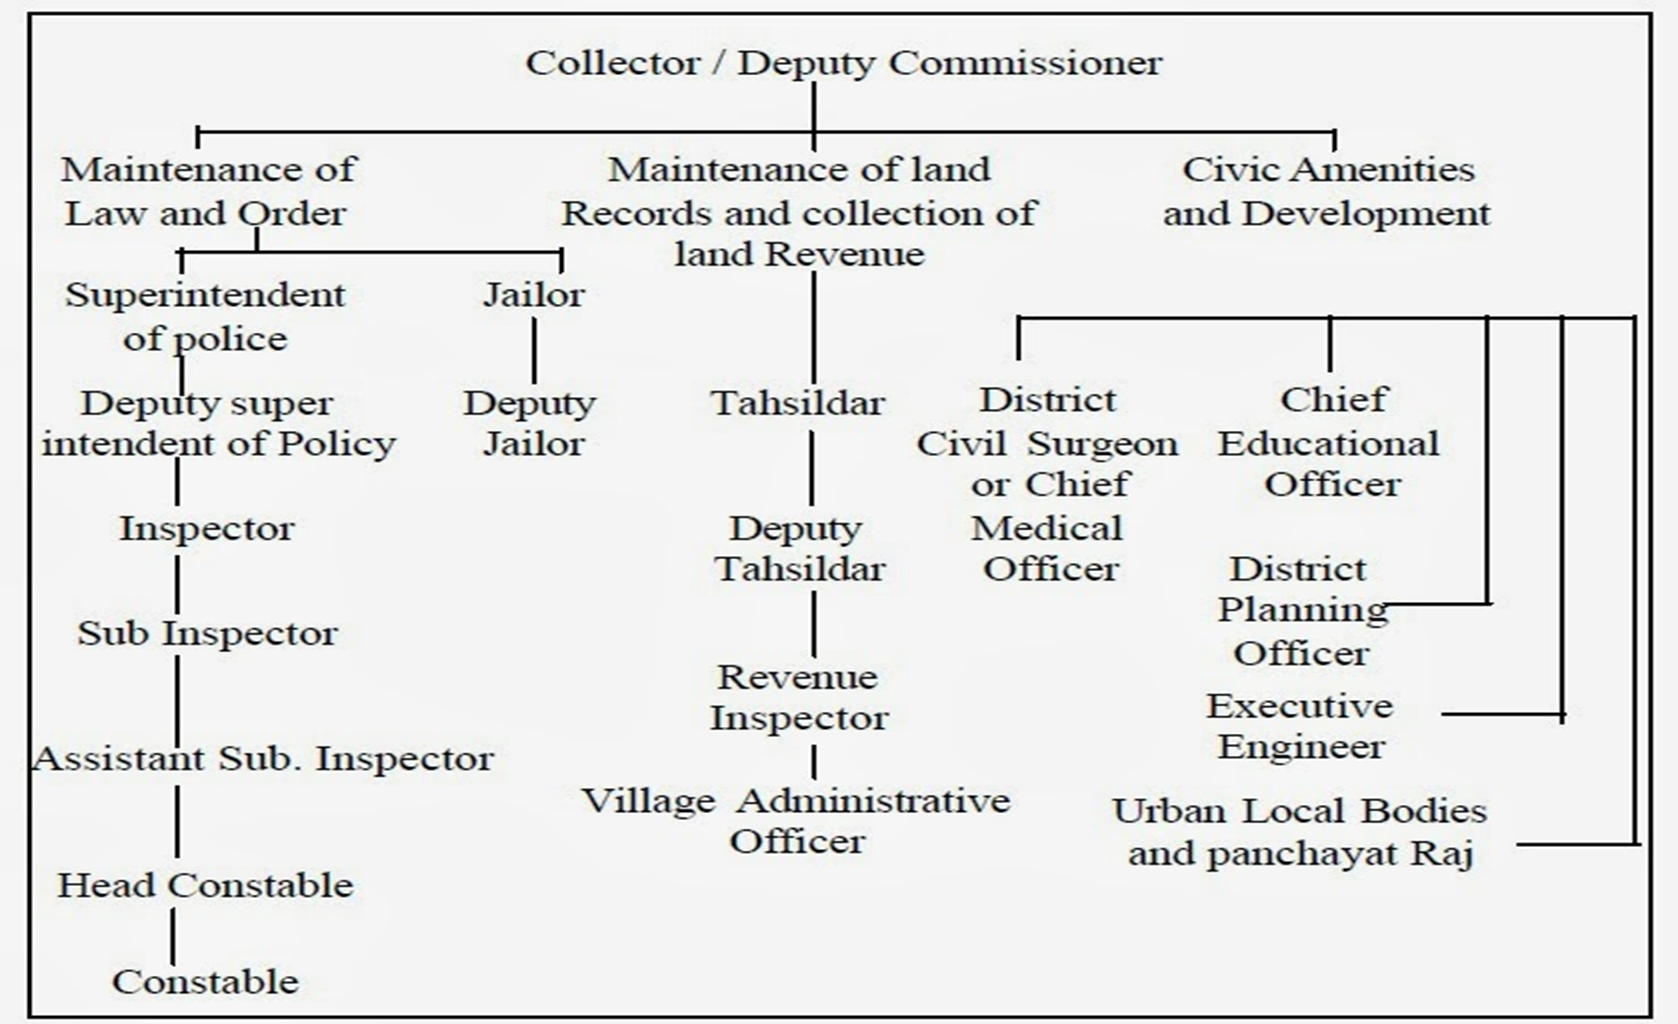 Collector / Deputy Commissioner
Maintenance of
Law and Order
Maintenance of land
Records and collection of
land Revenue
Civic Amenities
and Development
Superintendent
of police
Jailor
Deputy super
intendent of Policy
Deputy
Jailor
Tahsildar
District
Civil Surgeon
or Chief
Medical
Officer
Chief
Educational
Officer
Inspector
Deputy
Tahsildar
District
Planning
Officer
Sub Inspector
Revenue
Inspector
Executive
Engineer
Assistant Sub. Inspector
Village Administrative
Officer
Urban Local Bodies
and panchayat Raj
Head Constable
Constable